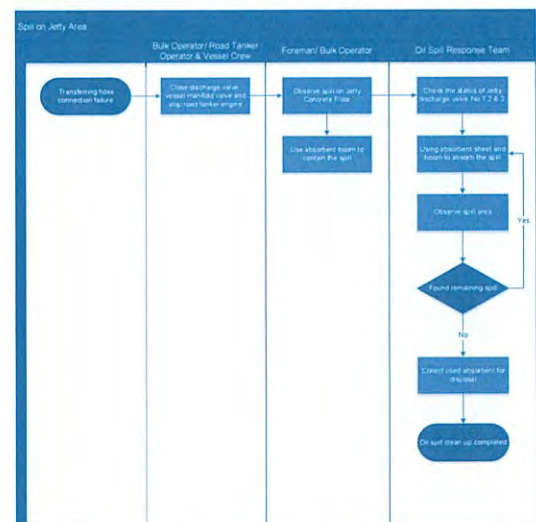 Spill on Jetty Area
Bulk Operator/ Road Tanker
Operator & Vessel Crew
Foreman/ Bulk Operator
Oil Spill Response Team
Transferring hose
connection failure
Close discharge valve
vessel manifold valve and
stop road tanker engine
Observe spill on Jetty
Concrete Floor
Check the status of Jetty
discharge valve No 1,2 & 3
Use absorbent boom to
contain the spill
Using absorbent sheet and
boom to absorb the spill
Observe spill area
Yes
Found remaining spill
No
Collect used absorbent for
disposal
Oil spill clean up completed